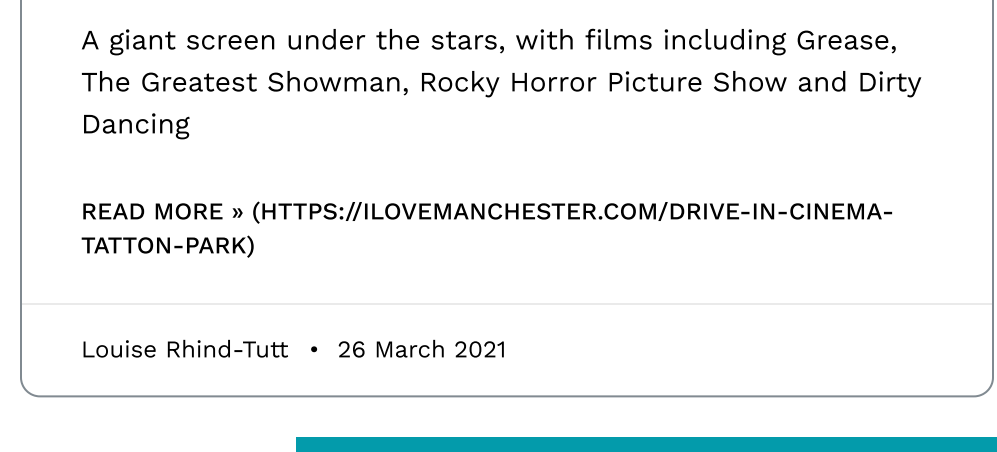 A giant screen under the stars, with films including Grease,
The Greatest Showman, Rocky Horror Picture Show and Dirty
Dancing
READ MORE » (HTTPS://ILOVEMANCHESTER.COM/DRIVE-IN-CINEMA-
TATTON-PARK)
Louise Rhind-Tutt • 26 March 2021